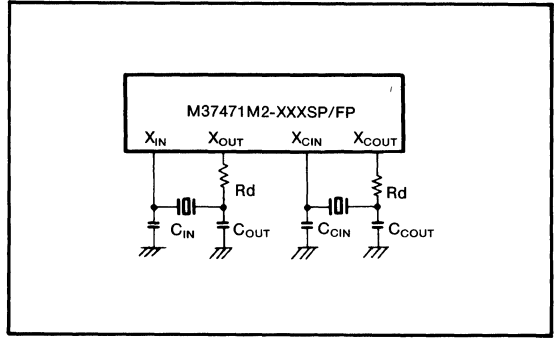 M37471M2-XXXSP/FP
XIN XOUT XCIN XCOUT
Rd Rd
CIN COUT CCIN CCOUT